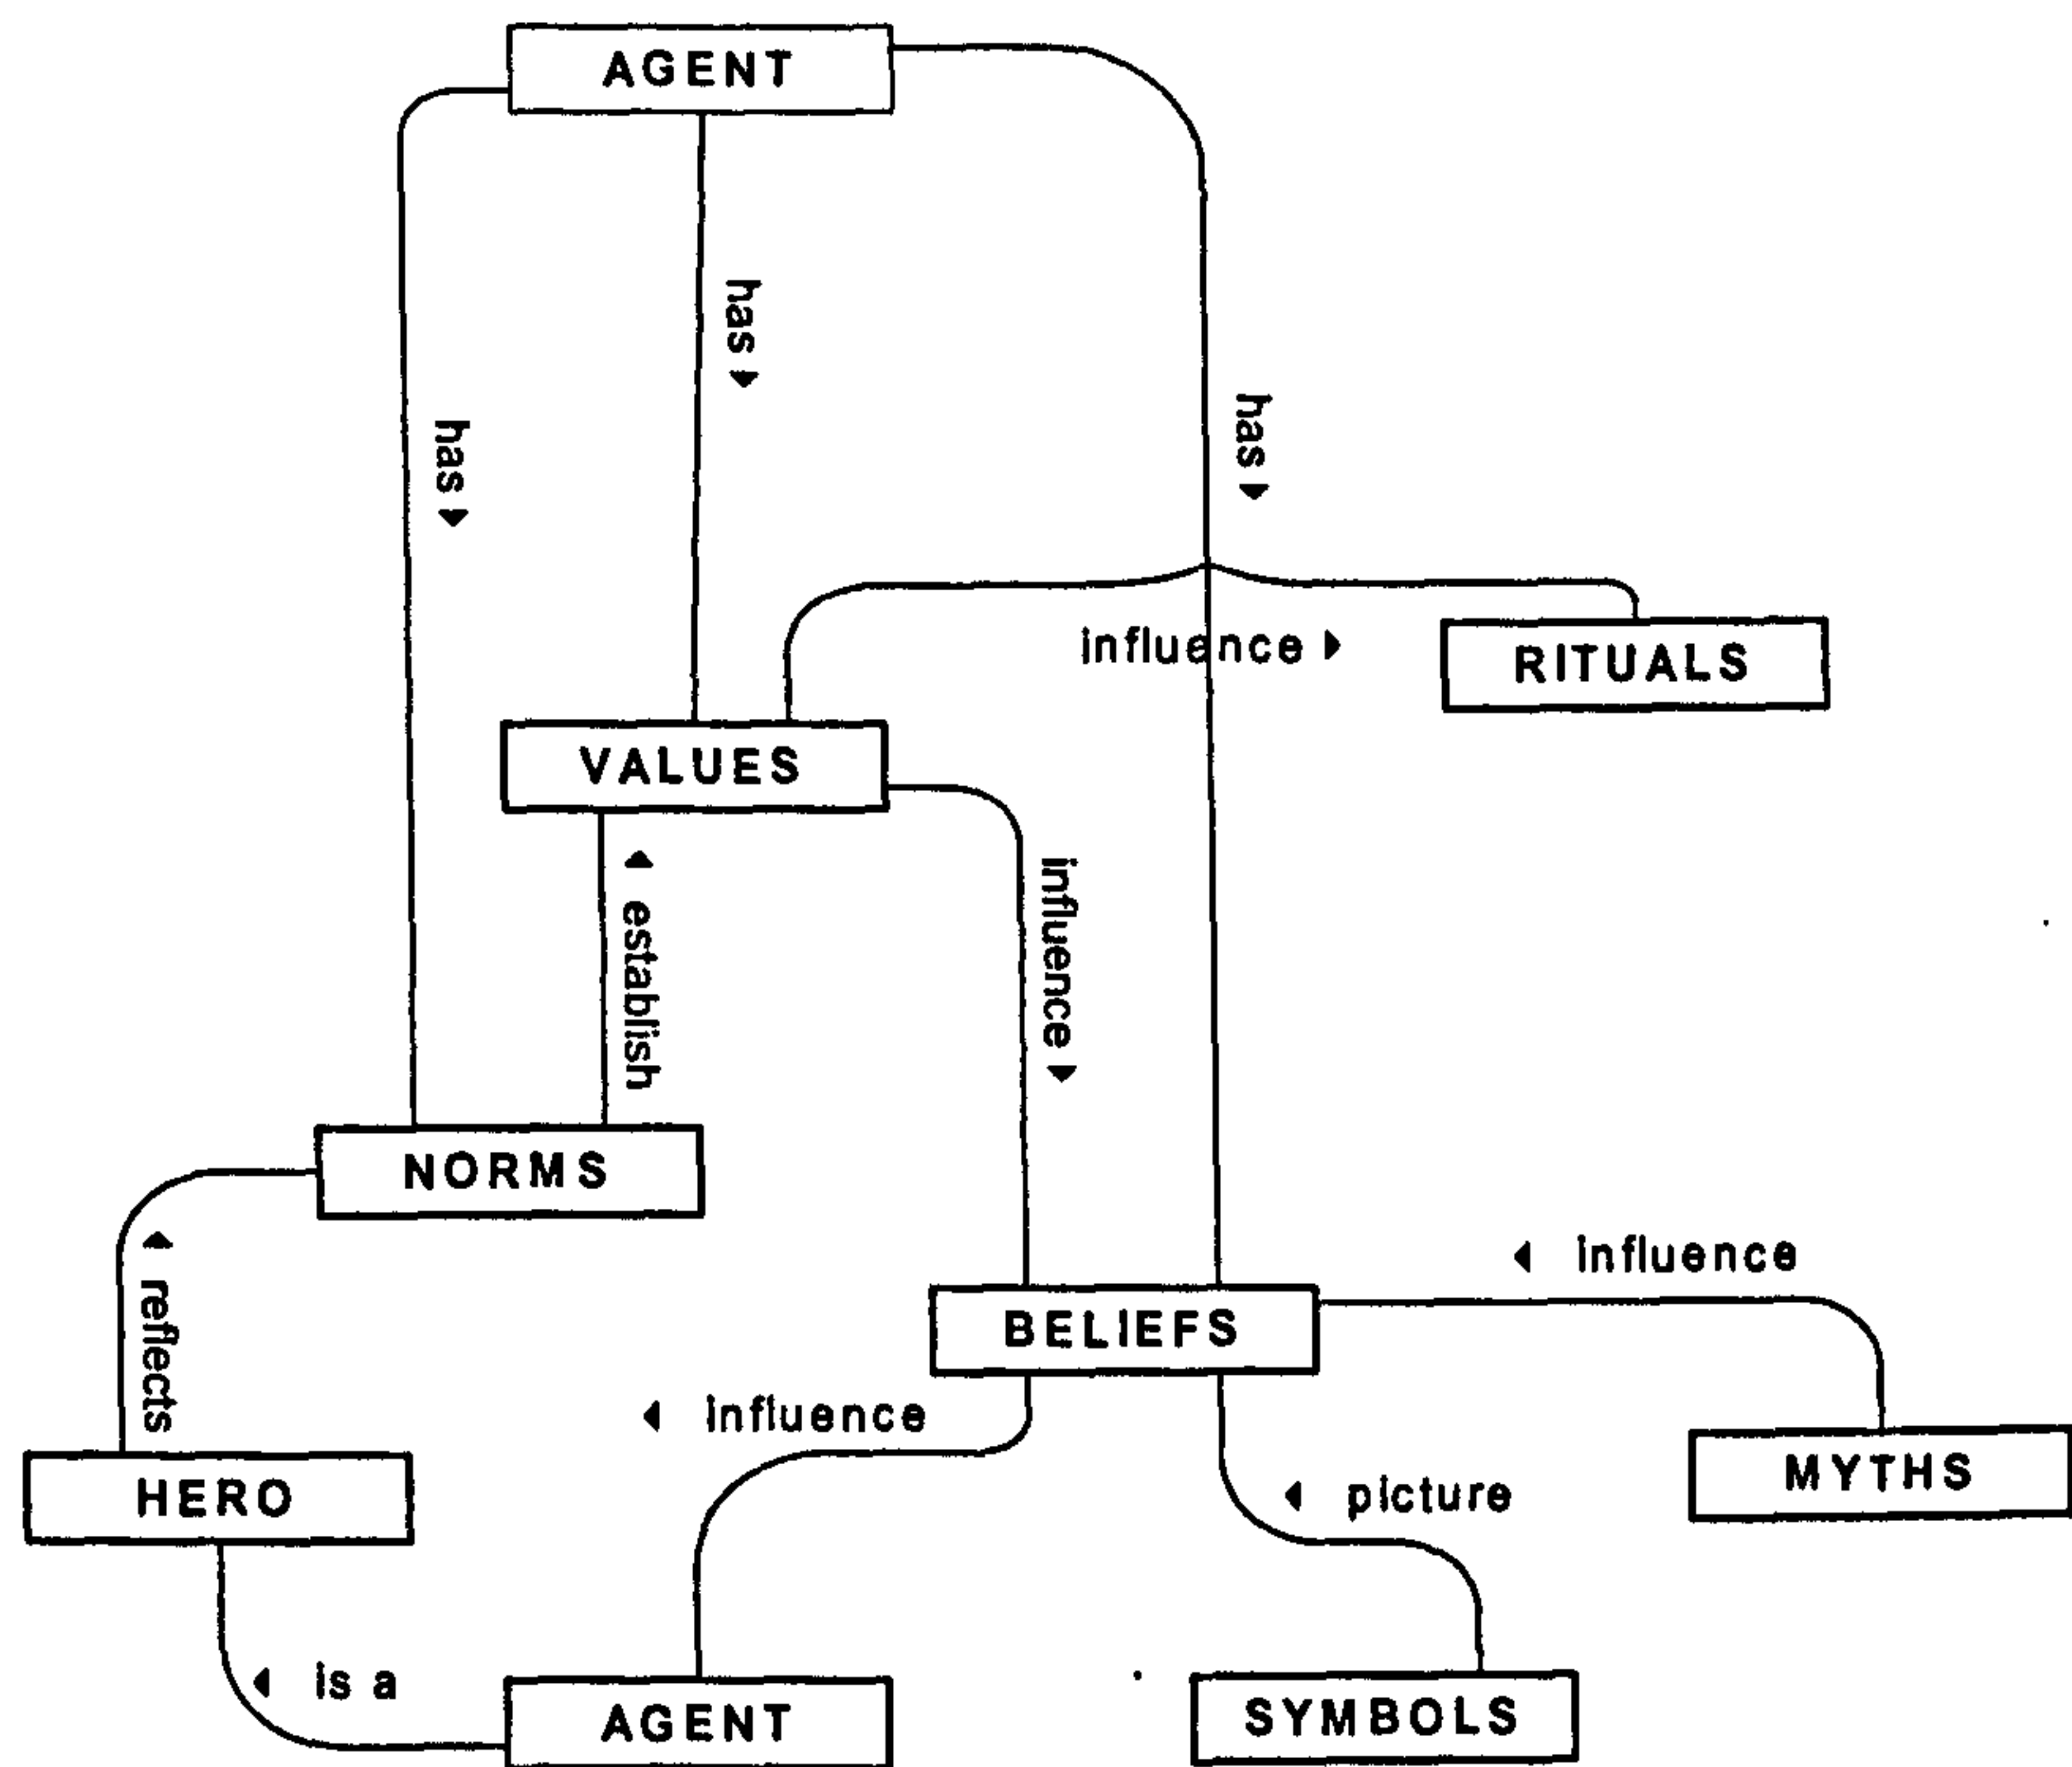 AGENT
has ▼
has ▼
has ▼
influence ▶
RITUALS
VALUES
◀ establish
influence ▼
NORMS
◀ influence
◀ reflects
BELIEFS
◀ influence
MYTHS
HERO
◀ picture
◀ is a
AGENT
SYMBOLS